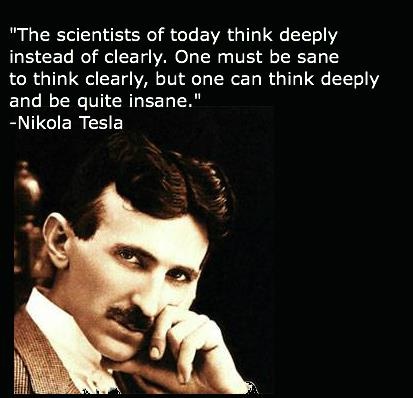 "The scientists of today think deeply
instead of clearly. One must be sane
to think clearly, but one can think deeply
and be quite insane."
-Nikola Tesla